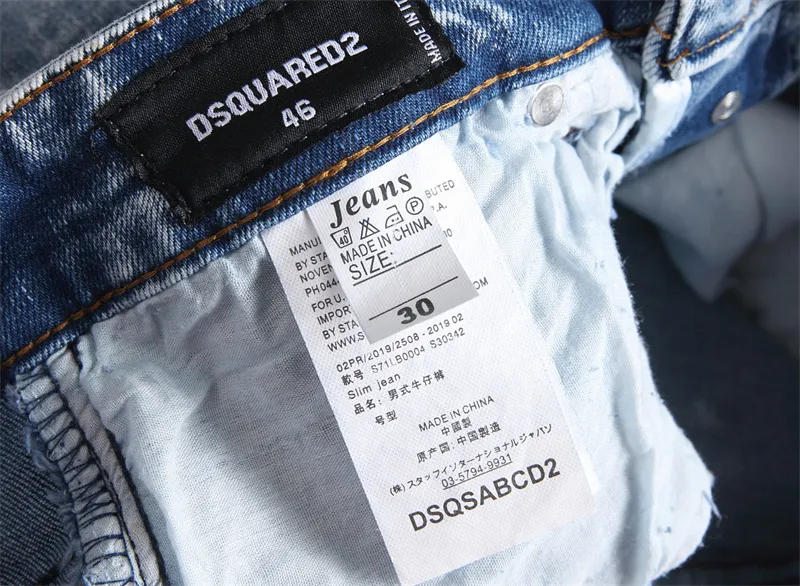 DSQUARED2
46
MADE IN IT
Jeans
40 P
MADE IN CHINA
SIZE:
30
BUTED
P.A.
30
OM
MANU
BY STA
NOVEN
PH044
FOR U.
IMPOR
BY STA
WWW.S
02PR/2019/2508 - 2019 02
款号 S71LB0004 S30342
Slim jean
品名: 男式牛仔裤
号型
MADE IN CHINA
中國製
原产国: 中国製造
(株) スタッフインターナショナルジャパン
03-5794-9931
DSQSABCD2